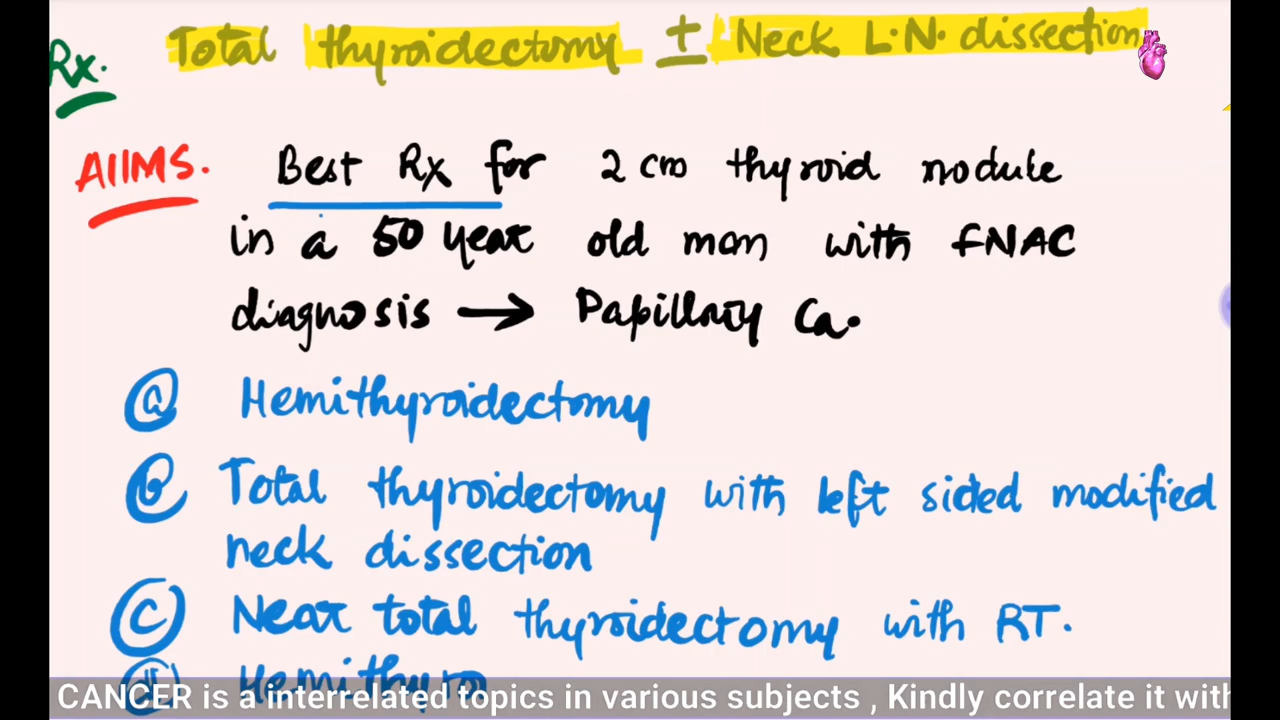 Total thyroidectomy ± Neck L.N. dissection
Rx.
AIIMS. Best Rx for 2 cm thyroid nodule
in a 50 year old man with FNAC
diagnosis → Papillary Ca.
(a) Hemithyroidectomy
(b) Total thyroidectomy with left sided modified
neck dissection
(c) Near total thyroidectomy with RT.
(d) Hemithyro
CANCER is a interrelated topics in various subjects , Kindly correlate it with